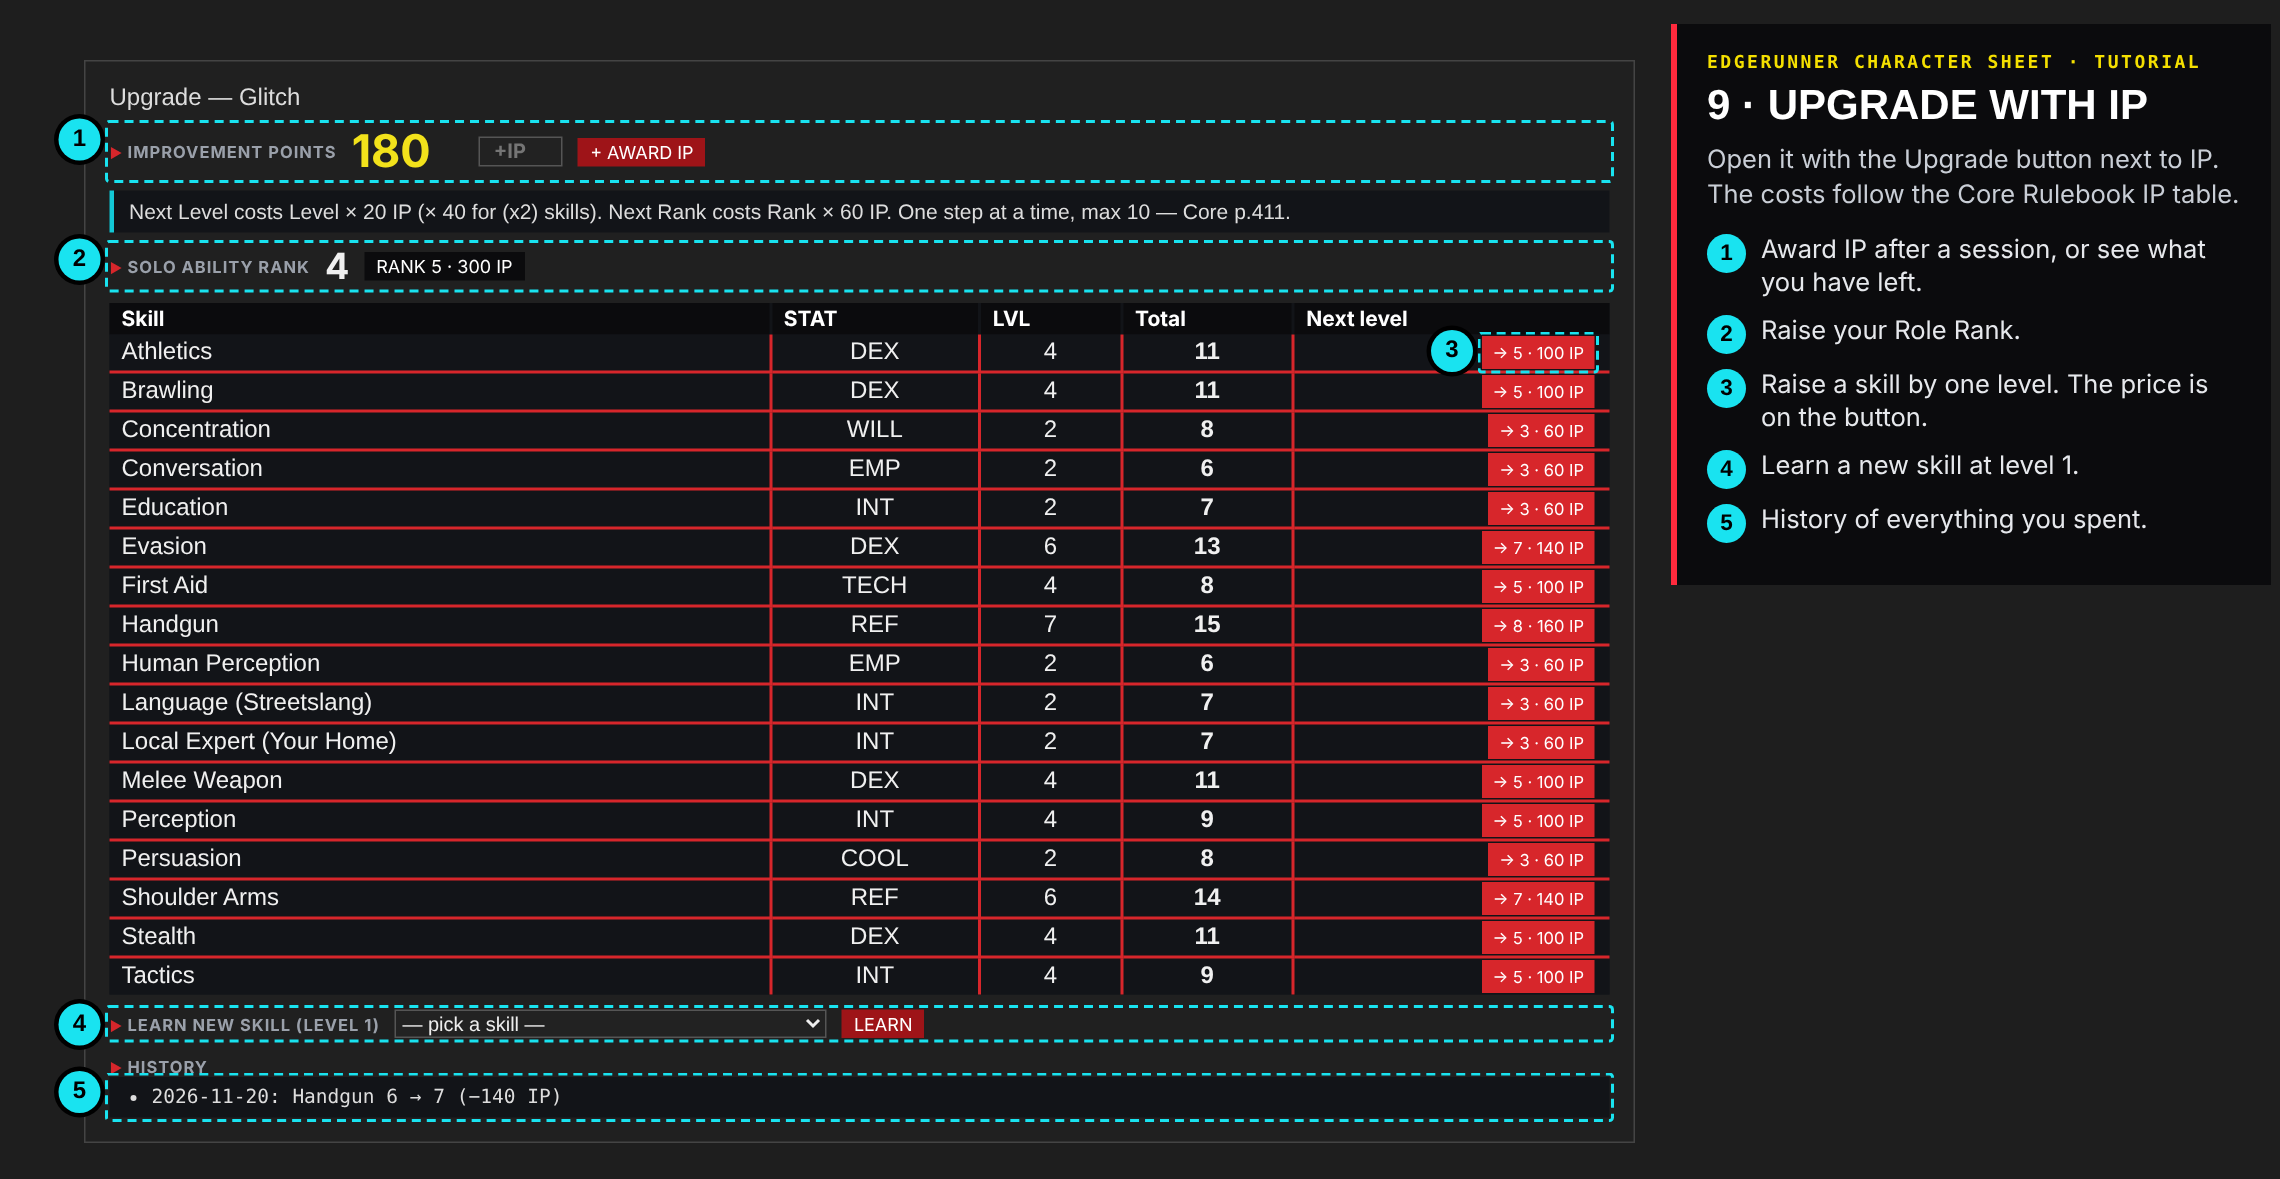 Upgrade — Glitch
1
IMPROVEMENT POINTS 180 +IP + AWARD IP
Next Level costs Level × 20 IP (× 40 for (x2) skills). Next Rank costs Rank × 60 IP. One step at a time, max 10 — Core p.411.
2
SOLO ABILITY RANK 4 RANK 5 · 300 IP
Skill STAT LVL Total Next level
Athletics DEX 4 11 3 → 5 · 100 IP
Brawling DEX 4 11 → 5 · 100 IP
Concentration WILL 2 8 → 3 · 60 IP
Conversation EMP 2 6 → 3 · 60 IP
Education INT 2 7 → 3 · 60 IP
Evasion DEX 6 13 → 7 · 140 IP
First Aid TECH 4 8 → 5 · 100 IP
Handgun REF 7 15 → 8 · 160 IP
Human Perception EMP 2 6 → 3 · 60 IP
Language (Streetslang) INT 2 7 → 3 · 60 IP
Local Expert (Your Home) INT 2 7 → 3 · 60 IP
Melee Weapon DEX 4 11 → 5 · 100 IP
Perception INT 4 9 → 5 · 100 IP
Persuasion COOL 2 8 → 3 · 60 IP
Shoulder Arms REF 6 14 → 7 · 140 IP
Stealth DEX 4 11 → 5 · 100 IP
Tactics INT 4 9 → 5 · 100 IP
4
LEARN NEW SKILL (LEVEL 1) — pick a skill — LEARN
HISTORY
5
• 2026-11-20: Handgun 6 → 7 (−140 IP)
EDGERUNNER CHARACTER SHEET · TUTORIAL
9 · UPGRADE WITH IP
Open it with the Upgrade button next to IP.
The costs follow the Core Rulebook IP table.
1 Award IP after a session, or see what
you have left.
2 Raise your Role Rank.
3 Raise a skill by one level. The price is
on the button.
4 Learn a new skill at level 1.
5 History of everything you spent.